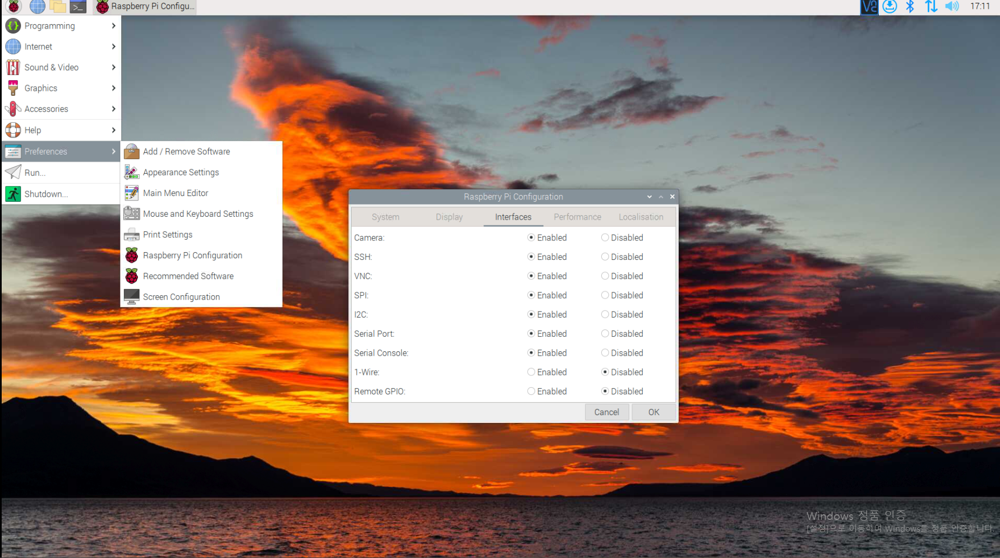 Raspberry Pi Configu...
VNC
17:11
Programming
Internet
Sound & Video
Graphics
Accessories
Help
Preferences
Run...
Shutdown...
Add / Remove Software
Appearance Settings
Main Menu Editor
Mouse and Keyboard Settings
Print Settings
Raspberry Pi Configuration
Recommended Software
Screen Configuration
Raspberry Pi Configuration
System Display Interfaces Performance Localisation
Camera: Enabled Disabled
SSH: Enabled Disabled
VNC: Enabled Disabled
SPI: Enabled Disabled
I2C: Enabled Disabled
Serial Port: Enabled Disabled
Serial Console: Enabled Disabled
1-Wire: Enabled Disabled
Remote GPIO: Enabled Disabled
Cancel OK
Windows 정품 인증
[설정]으로 이동하여 Windows를 정품 인증합니다.